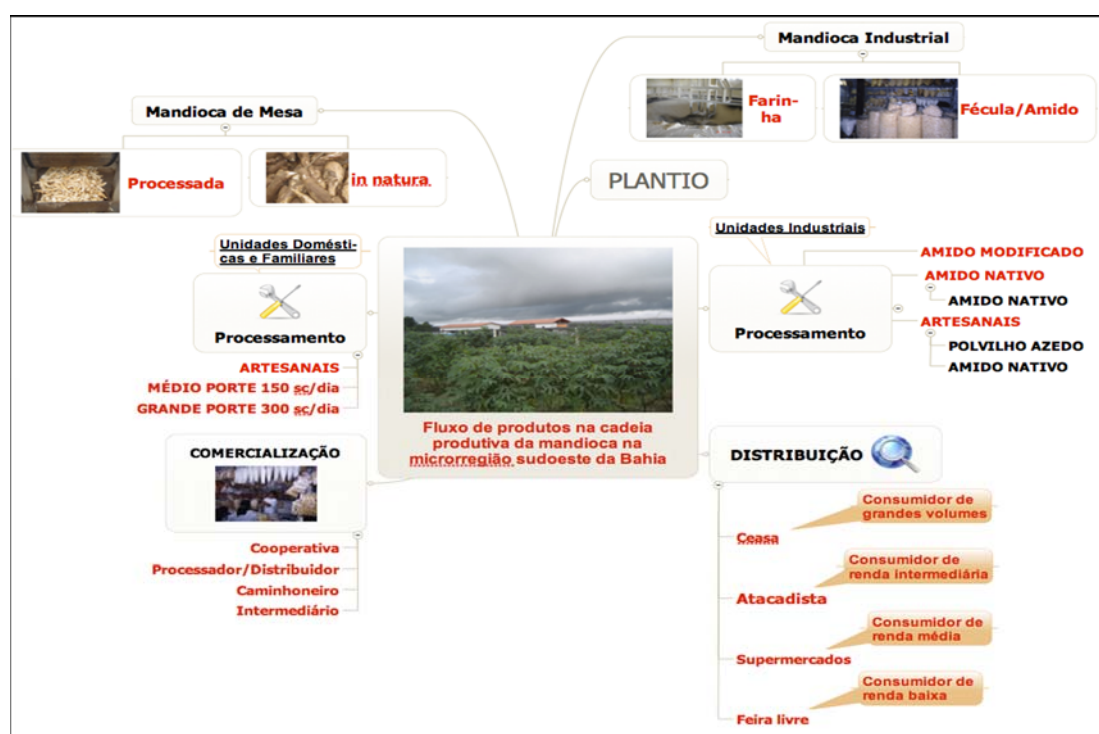 Mandioca Industrial
Farin-
ha
Fécula/Amido
Mandioca de Mesa
Processada
in natura
PLANTIO
Unidades Domésti-
cas e Familiares
Processamento
ARTESANAIS
MÉDIO PORTE 150 sc/dia
GRANDE PORTE 300 sc/dia
Fluxo de produtos na cadeia
produtiva da mandioca na
microrregião sudoeste da Bahia
Unidades Industriais
Processamento
AMIDO MODIFICADO
AMIDO NATIVO
AMIDO NATIVO
ARTESANAIS
POLVILHO AZEDO
AMIDO NATIVO
COMERCIALIZAÇÃO
Cooperativa
Processador/Distribuidor
Caminhoneiro
Intermediário
DISTRIBUIÇÃO
Consumidor de
grandes volumes
Ceasa
Consumidor de
renda intermediária
Atacadista
Consumidor de
renda média
Supermercados
Consumidor de
renda baixa
Feira livre